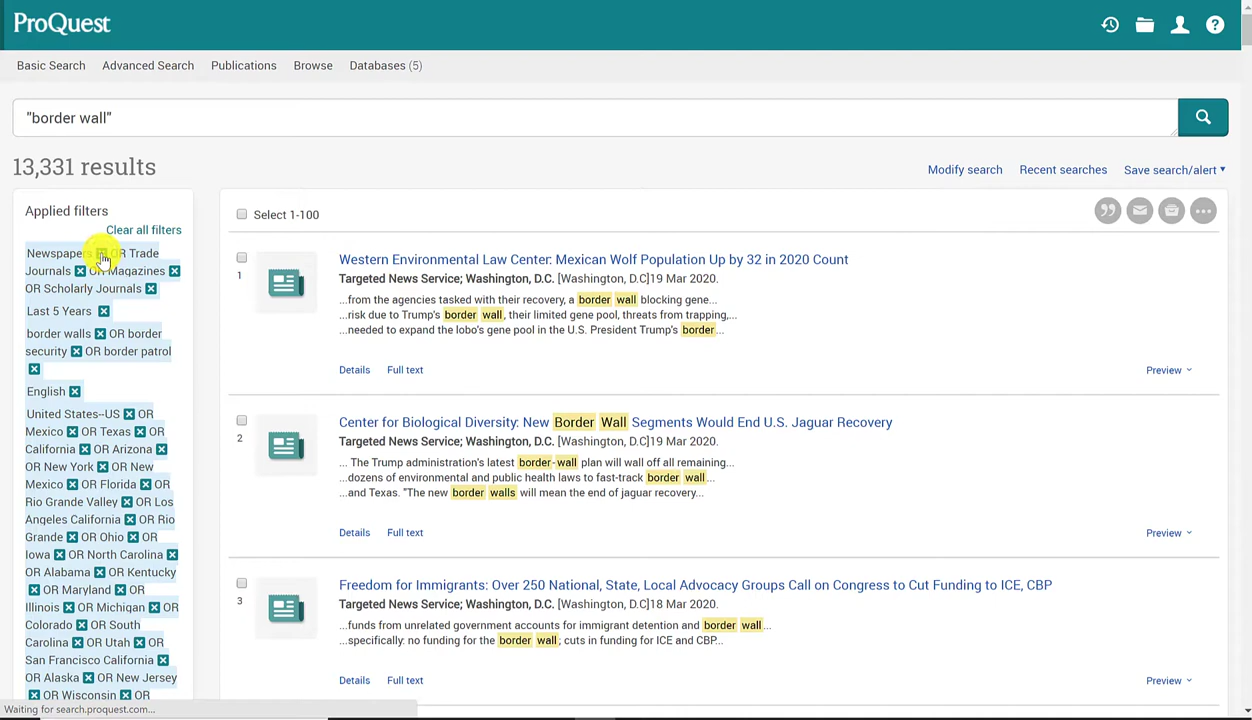 ProQuest
Basic Search Advanced Search Publications Browse Databases (5)
"border wall"
13,331 results
Modify search Recent searches Save search/alert
Applied filters
Clear all filters
Newspapers OR Trade
Journals OR Magazines
OR Scholarly Journals
Last 5 Years
border walls OR border
security OR border patrol
English
United States--US OR
Mexico OR Texas OR
California OR Arizona
OR New York OR New
Mexico OR Florida OR
Rio Grande Valley OR Los
Angeles California OR Rio
Grande OR Ohio OR
Iowa OR North Carolina
OR Alabama OR Kentucky
OR Maryland OR
Illinois OR Michigan OR
Colorado OR South
Carolina OR Utah OR
San Francisco California
OR Alaska OR New Jersey
OR Wisconsin OR
Select 1-100
1
Western Environmental Law Center: Mexican Wolf Population Up by 32 in 2020 Count
Targeted News Service; Washington, D.C. [Washington, D.C]19 Mar 2020.
...from the agencies tasked with their recovery, a border wall blocking gene...
...risk due to Trump's border wall, their limited gene pool, threats from trapping,...
...needed to expand the lobo's gene pool in the U.S. President Trump's border...
Details Full text Preview
2
Center for Biological Diversity: New Border Wall Segments Would End U.S. Jaguar Recovery
Targeted News Service; Washington, D.C. [Washington, D.C]19 Mar 2020.
... The Trump administration's latest border-wall plan will wall off all remaining...
...dozens of environmental and public health laws to fast-track border wall...
...and Texas. "The new border walls will mean the end of jaguar recovery...
Details Full text Preview
3
Freedom for Immigrants: Over 250 National, State, Local Advocacy Groups Call on Congress to Cut Funding to ICE, CBP
Targeted News Service; Washington, D.C. [Washington, D.C]18 Mar 2020.
...funds from unrelated government accounts for immigrant detention and border wall...
...specifically: no funding for the border wall; cuts in funding for ICE and CBP...
Details Full text Preview
Waiting for search.proquest.com...